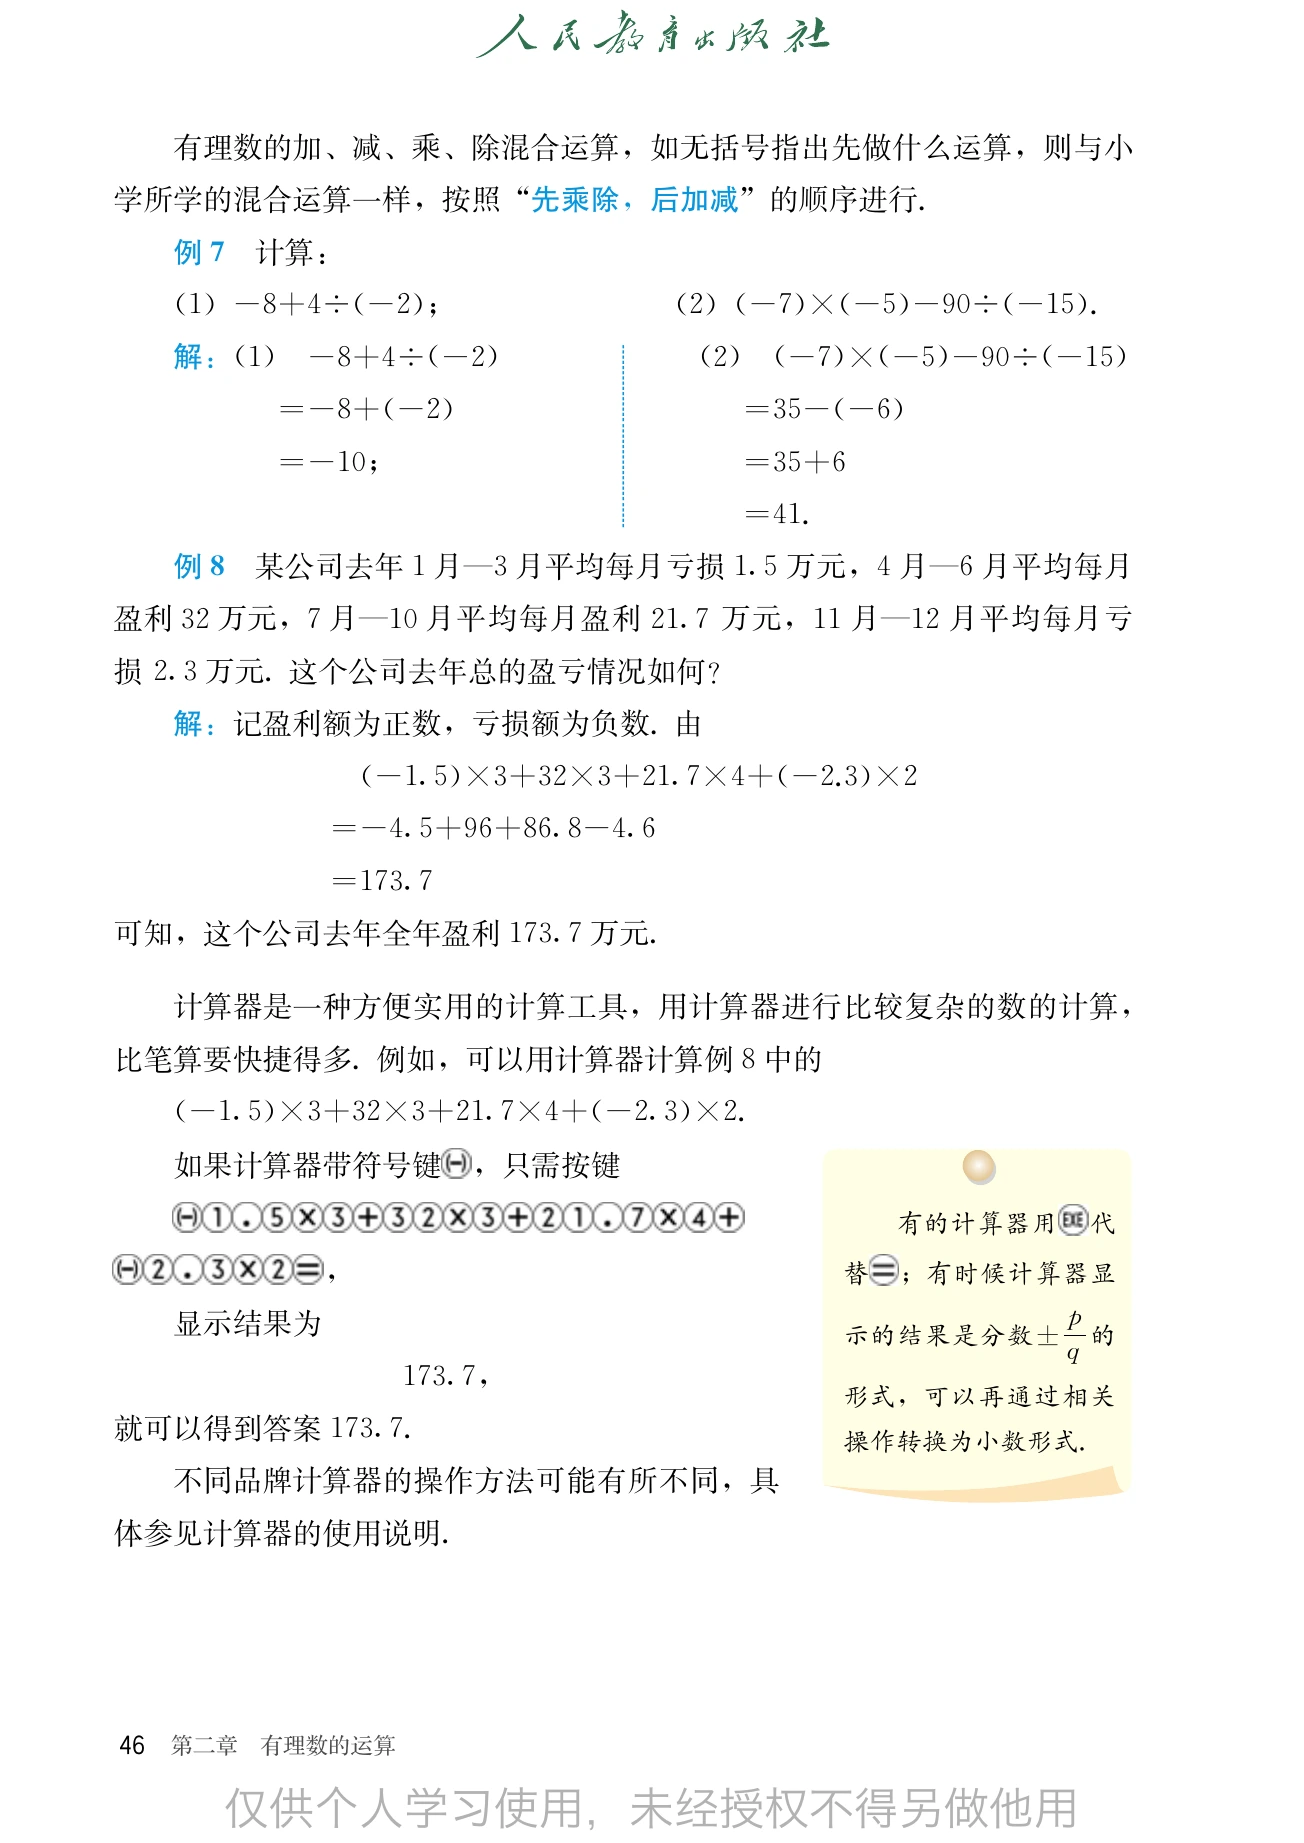 人民教育出版社
有理数的加、减、乘、除混合运算，如无括号指出先做什么运算，则与小
学所学的混合运算一样，按照“先乘除，后加减”的顺序进行.
例 7　计算：
(1) －8＋4÷(－2)；　(2) (－7)×(－5)－90÷(－15).
解：(1)　－8＋4÷(－2)
＝－8＋(－2)
＝－10；
(2)　(－7)×(－5)－90÷(－15)
＝35－(－6)
＝35＋6
＝41.
例 8　某公司去年 1 月—3 月平均每月亏损 1.5 万元，4 月—6 月平均每月
盈利 32 万元，7 月—10 月平均每月盈利 21.7 万元，11 月—12 月平均每月亏
损 2.3 万元. 这个公司去年总的盈亏情况如何？
解：记盈利额为正数，亏损额为负数. 由
(－1.5)×3＋32×3＋21.7×4＋(－2.3)×2
＝－4.5＋96＋86.8－4.6
＝173.7
可知，这个公司去年全年盈利 173.7 万元.
计算器是一种方便实用的计算工具，用计算器进行比较复杂的数的计算，
比笔算要快捷得多. 例如，可以用计算器计算例 8 中的
(－1.5)×3＋32×3＋21.7×4＋(－2.3)×2.
如果计算器带符号键(-)，只需按键
(-)1.5×3+32×3+21.7×4+
(-)2.3×2=，
显示结果为
173.7，
就可以得到答案 173.7.
不同品牌计算器的操作方法可能有所不同，具
体参见计算器的使用说明.
有的计算器用EXE代
替=；有时候计算器显
示的结果是分数±p/q的
形式，可以再通过相关
操作转换为小数形式.
46　第二章　有理数的运算
仅供个人学习使用，未经授权不得另做他用